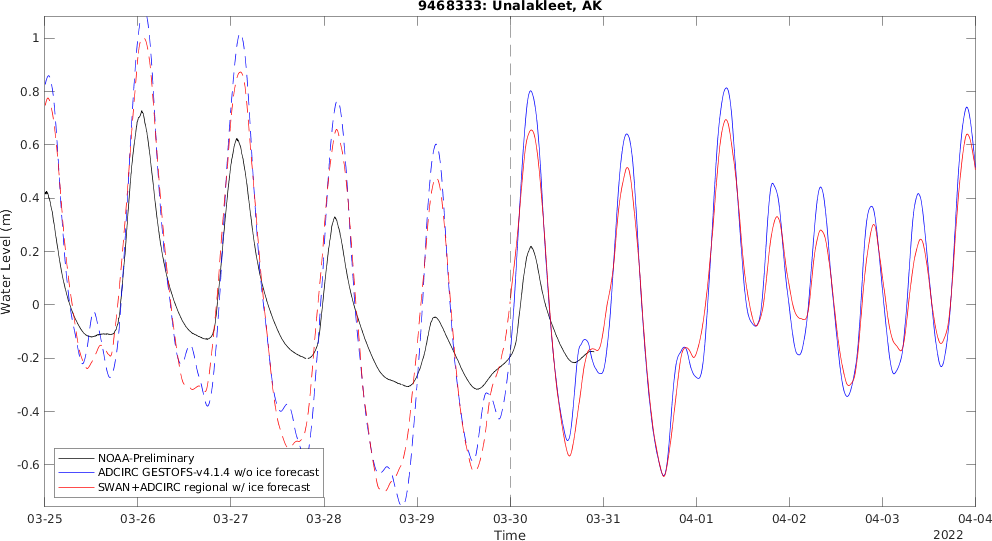 9468333: Unalakleet, AK
Water Level (m)
1
0.8
0.6
0.4
0.2
0
-0.2
-0.4
-0.6
NOAA-Preliminary
ADCIRC GESTOFS-v4.1.4 w/o ice forecast
SWAN+ADCIRC regional w/ ice forecast
03-25 03-26 03-27 03-28 03-29 03-30 03-31 04-01 04-02 04-03 04-04
Time
2022